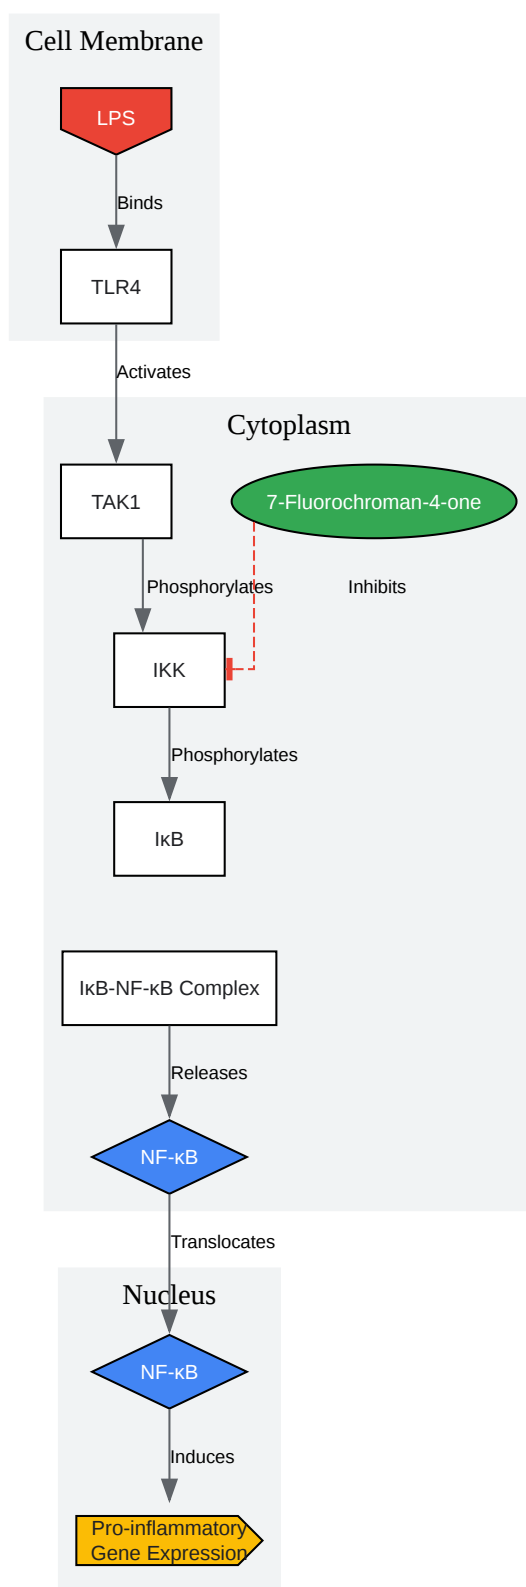 Cell Membrane
LPS
Binds
TLR4
Activates
Cytoplasm
TAK1
7-Fluorochroman-4-one
Phosphorylates
Inhibits
IKK
Phosphorylates
IκB
IκB-NF-κB Complex
Releases
NF-κB
Translocates
Nucleus
NF-κB
Induces
Pro-inflammatory
Gene Expression